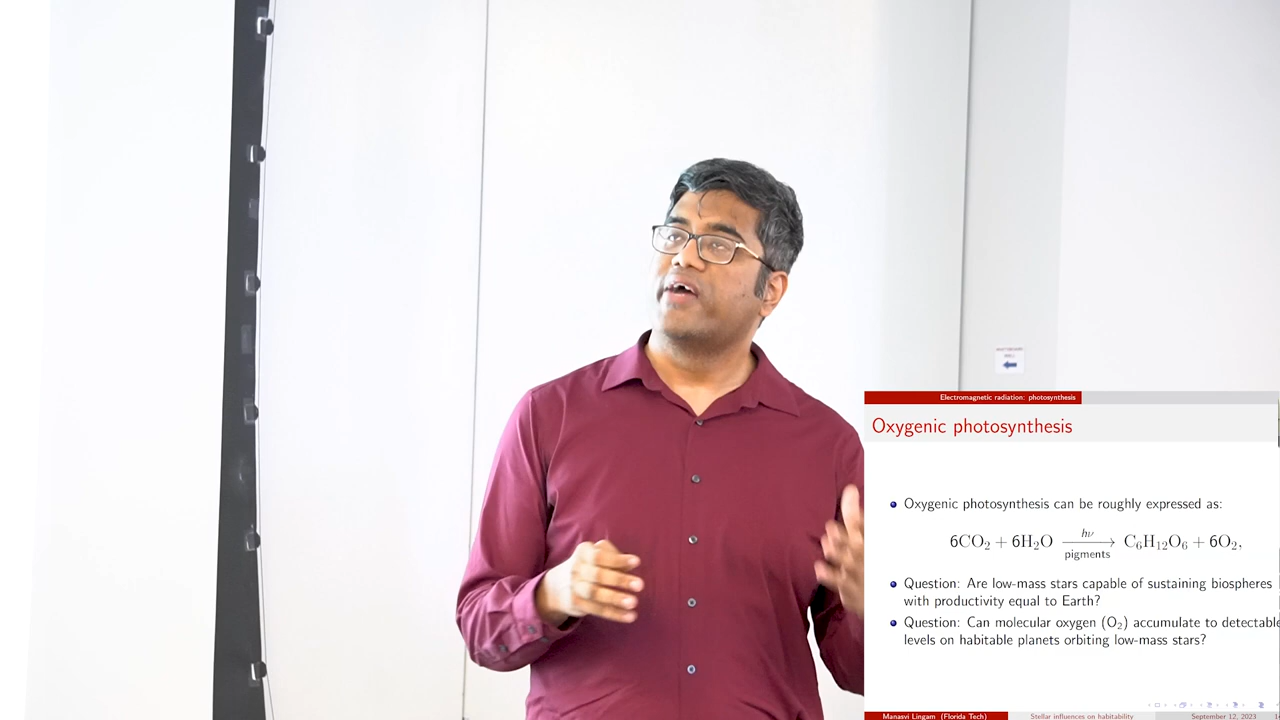 Electromagnetic radiation: photosynthesis
Oxygenic photosynthesis
Oxygenic photosynthesis can be roughly expressed as:
6CO₂ + 6H₂O $\xrightarrow[\text{pigments}]{h\nu}$ C₆H₁₂O₆ + 6O₂,
Question: Are low-mass stars capable of sustaining biospheres
with productivity equal to Earth?
Question: Can molecular oxygen (O₂) accumulate to detectable
levels on habitable planets orbiting low-mass stars?
Manasvi Lingam (Florida Tech)
Stellar influences on habitability
September 12, 2023